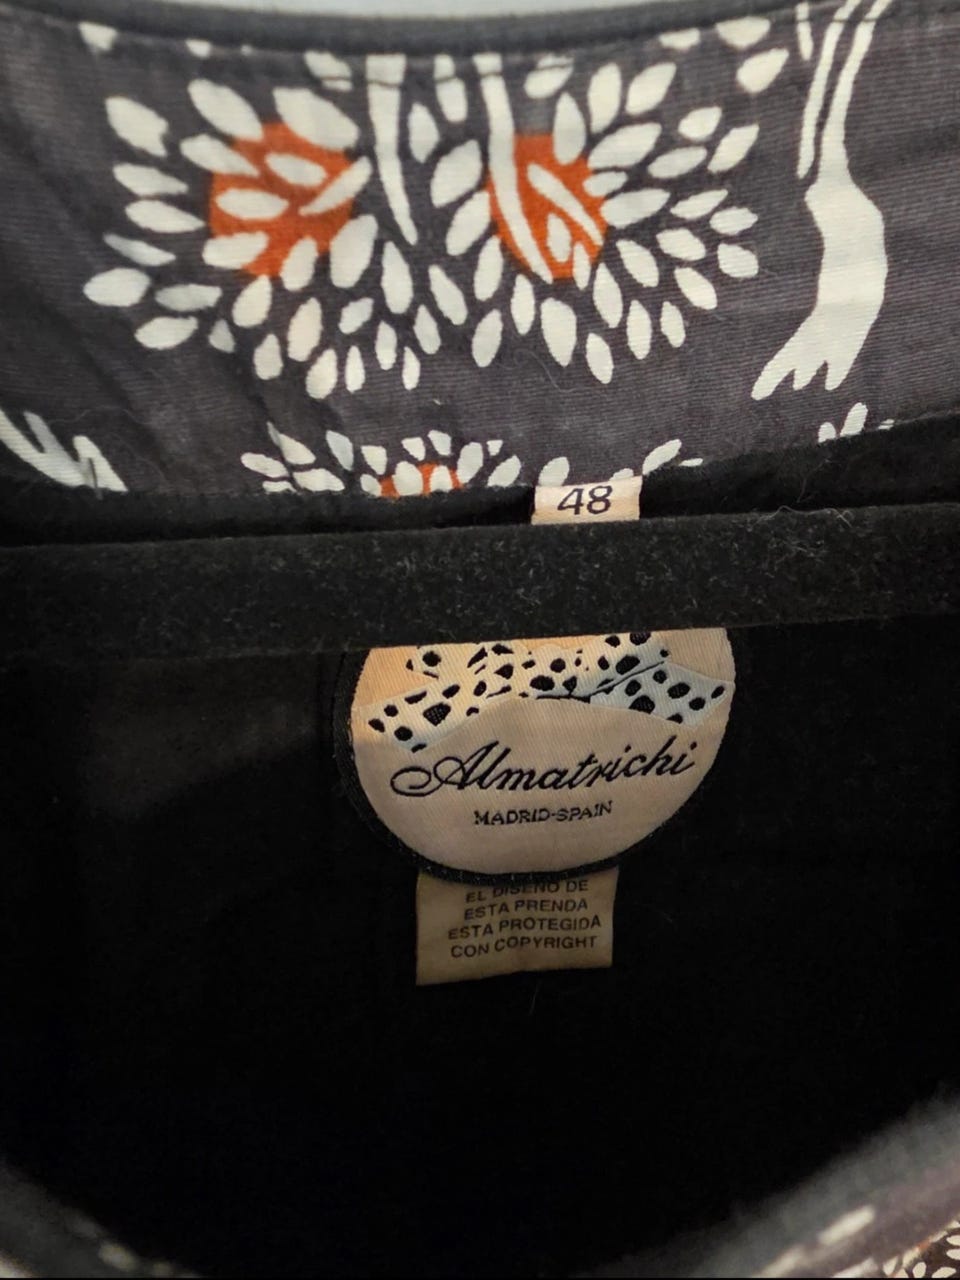 48
Almatrichi
MADRID-SPAIN
EL DISEÑO DE
ESTA PRENDA
ESTA PROTEGIDA
CON COPYRIGHT